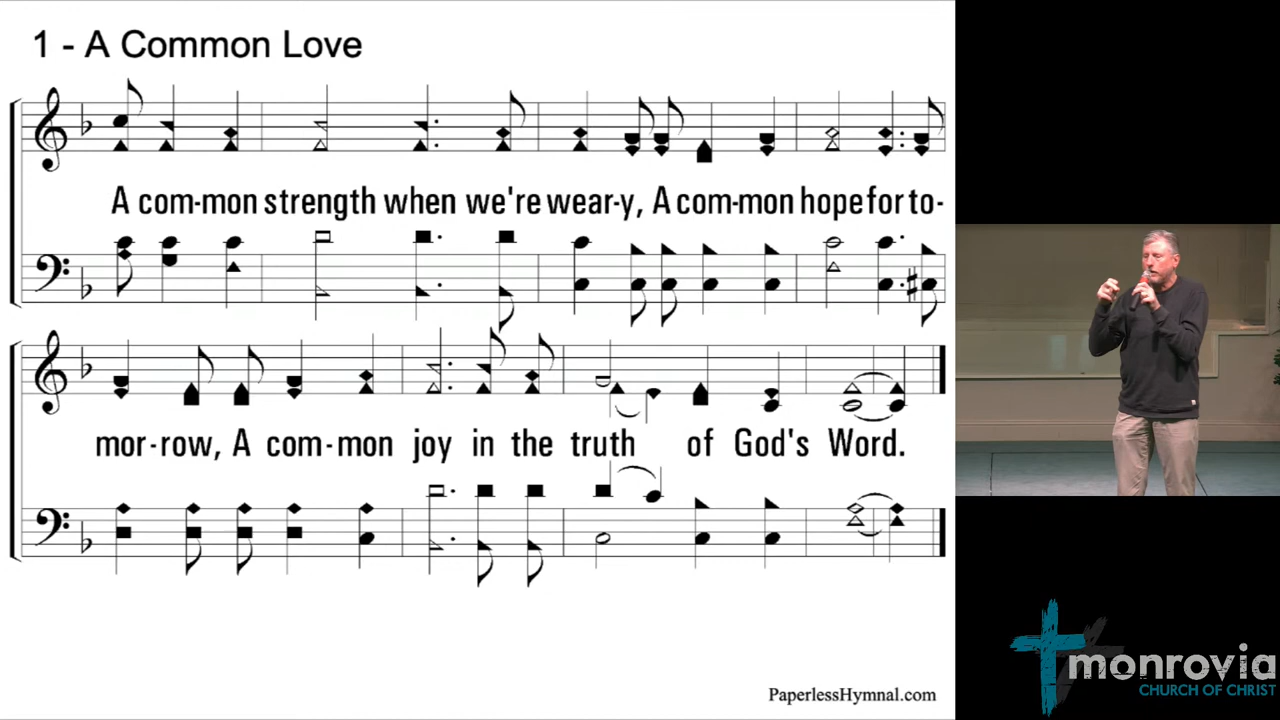 1 - A Common Love
A com-mon strength when we're wear-y, A com-mon hope for to-
mor-row, A com-mon joy in the truth of God's Word.
PaperlessHymnal.com
monrovia
CHURCH OF CHRIST